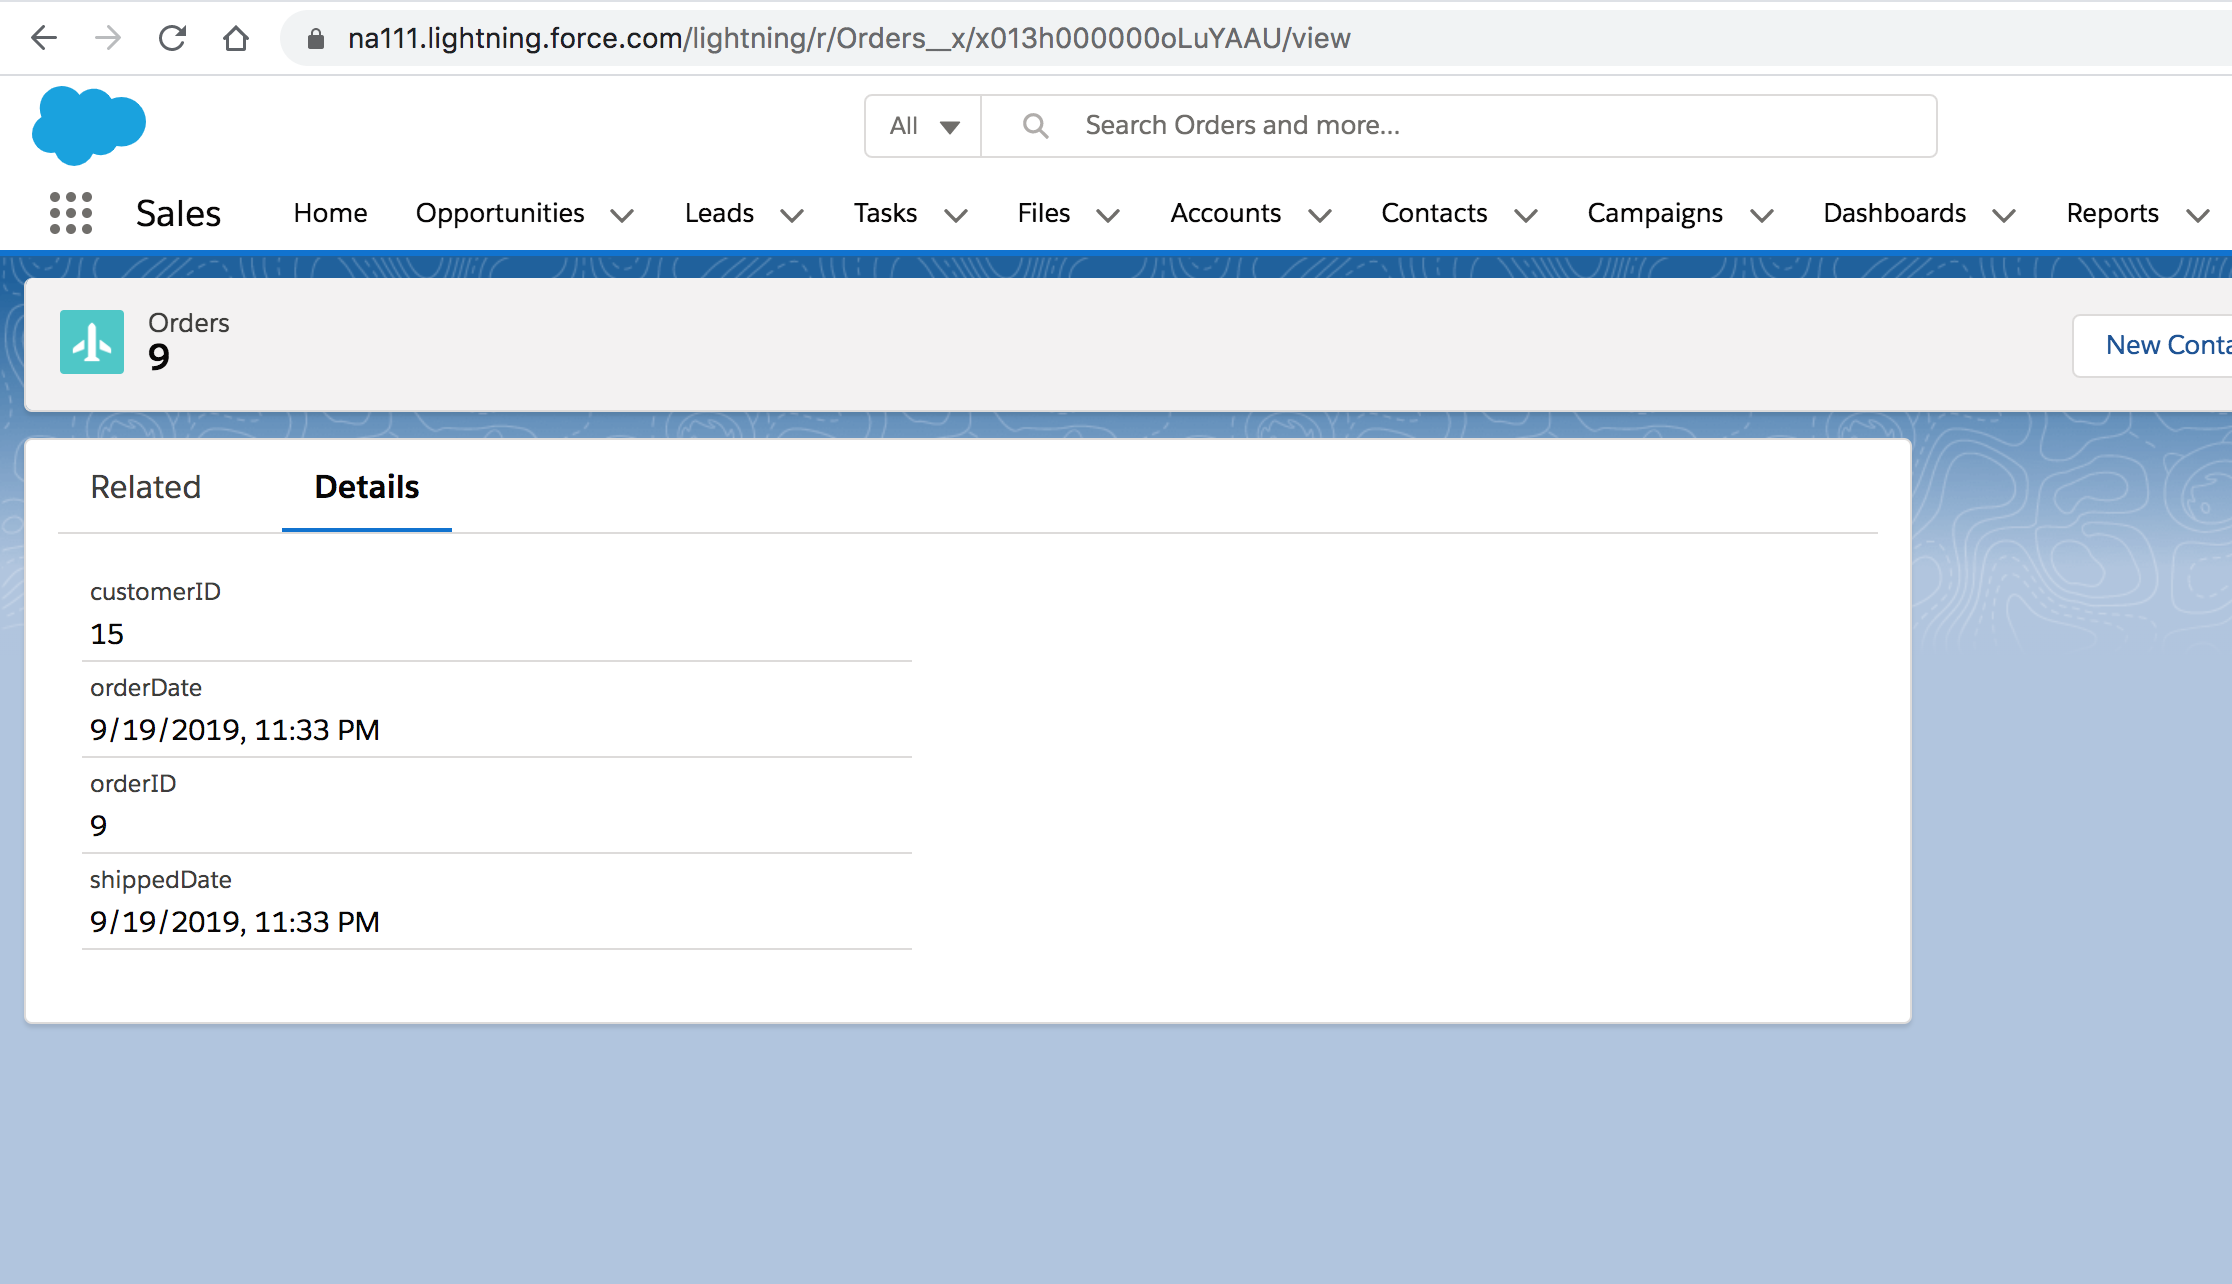 na111.lightning.force.com/lightning/r/Orders__x/x013h000000oLuYAAU/view
All Search Orders and more...
Sales Home Opportunities Leads Tasks Files Accounts Contacts Campaigns Dashboards Reports
Orders
9
New Conta
Related Details
customerID
15
orderDate
9/19/2019, 11:33 PM
orderID
9
shippedDate
9/19/2019, 11:33 PM